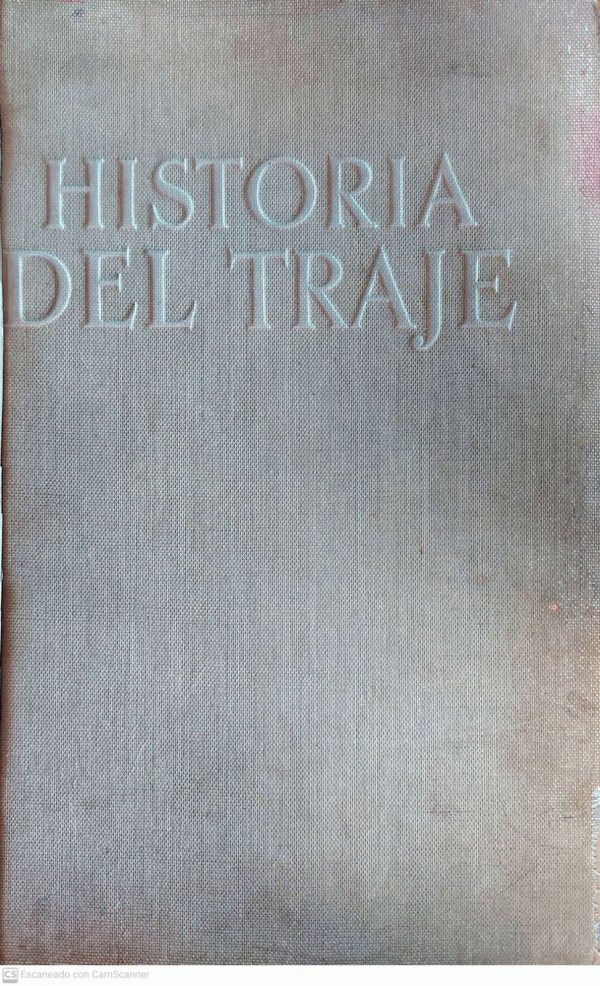 HISTORIA
DEL TRAJE
CS Escaneado con CamScanner